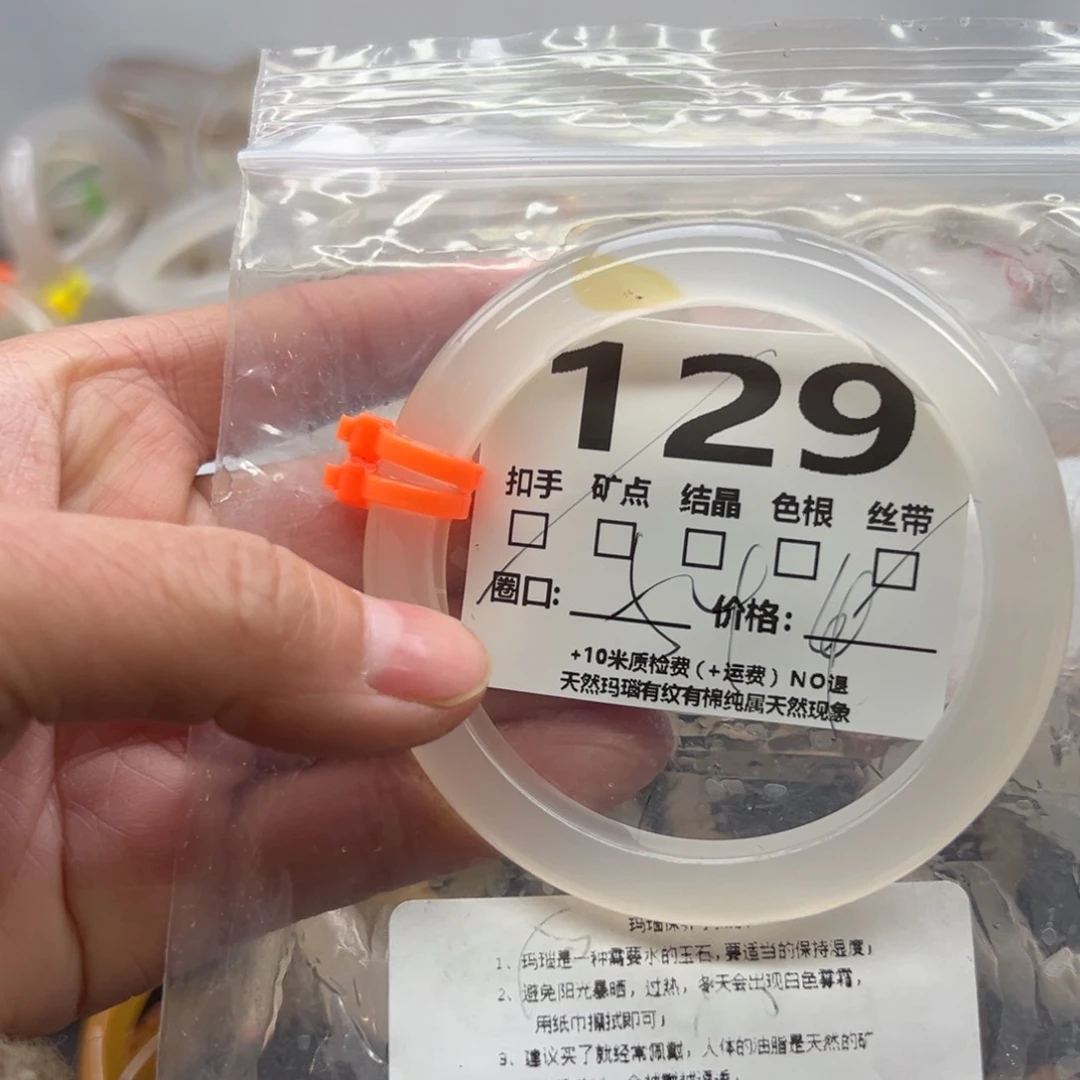 129
扣手 矿点 结晶 色根 丝带
圈口: 价格:
+10米质检费(+运费)NO退
天然玛瑙有纹有棉纯属天然现象
1、玛瑙是一种需要水的玉石,要适当的保持湿度,
2、避免阳光暴晒,过热,冬天会出现白色雾霜,
用纸巾擦拭即可,
3、建议买了就经常佩戴,人体的油脂是天然的矿